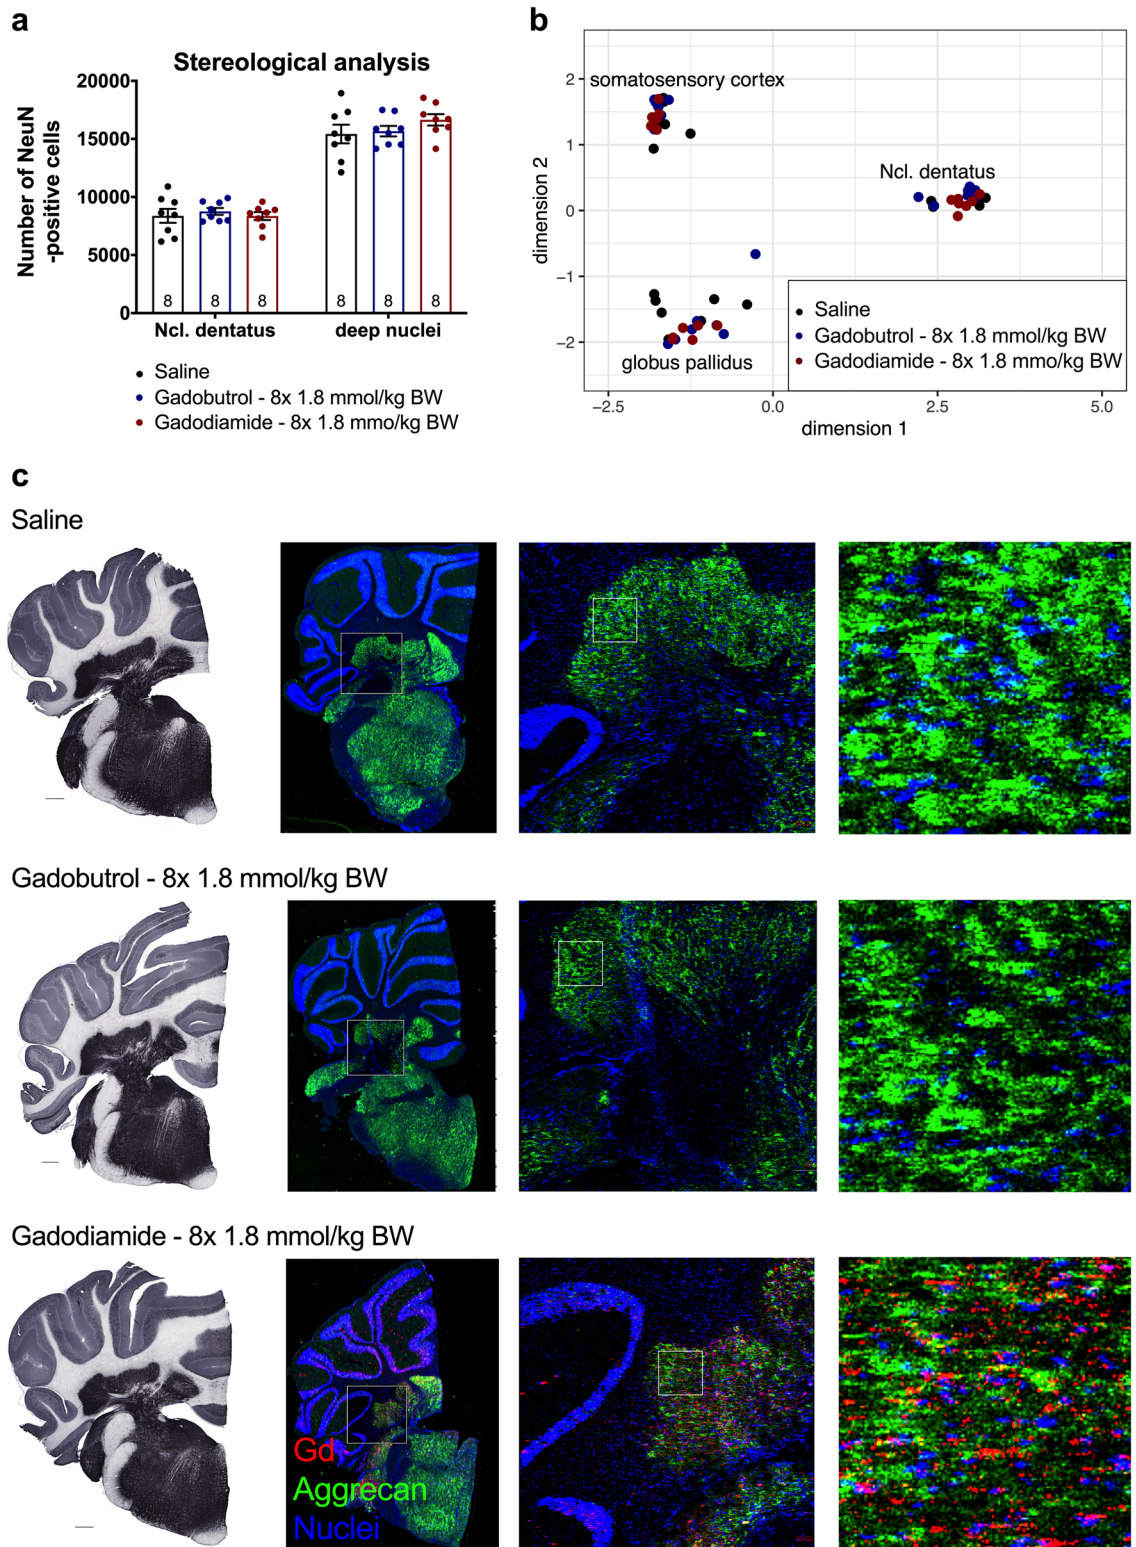 a
Stereological analysis
Number of NeuN
-positive cells
20000
15000
10000
5000
0
8
8
8
8
8
8
Ncl. dentatus
deep nuclei
Saline
Gadobutrol - 8x 1.8 mmol/kg BW
Gadodiamide - 8x 1.8 mmo/kg BW
b
dimension 2
2
1
0
−1
−2
somatosensory cortex
Ncl. dentatus
globus pallidus
Saline
Gadobutrol - 8x 1.8 mmol/kg BW
Gadodiamide - 8x 1.8 mmo/kg BW
−2.5
0.0
2.5
5.0
dimension 1
c
Saline
Gadobutrol - 8x 1.8 mmol/kg BW
Gadodiamide - 8x 1.8 mmol/kg BW
Gd
Aggrecan
Nuclei